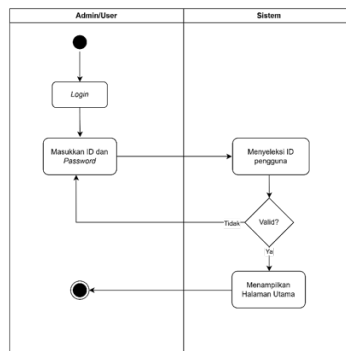 Admin/User
Sistem
Login
Masukkan ID dan
Password
Menyeleksi ID
pengguna
Valid?
Tidak
Ya
Menampilkan
Halaman Utama